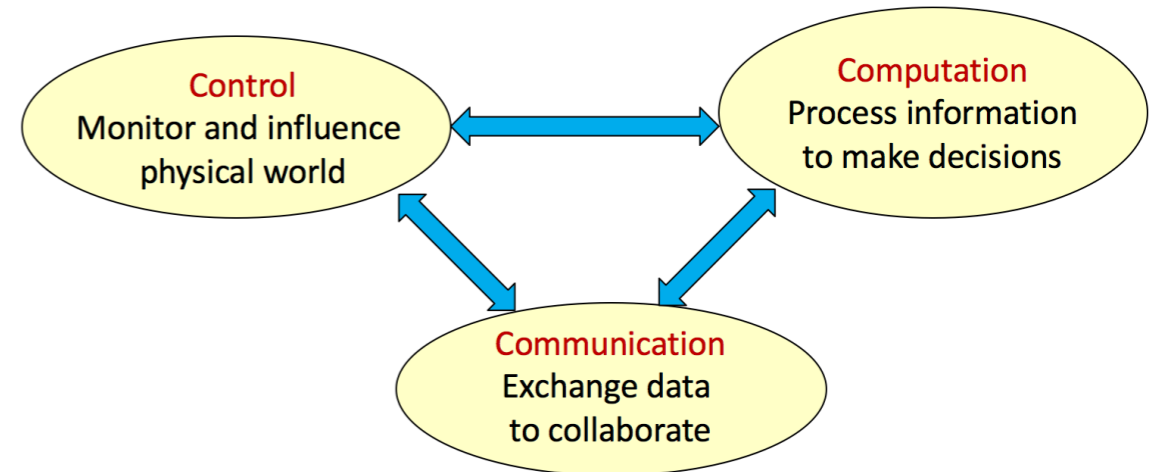 Control
Monitor and influence
physical world
Computation
Process information
to make decisions
Communication
Exchange data
to collaborate